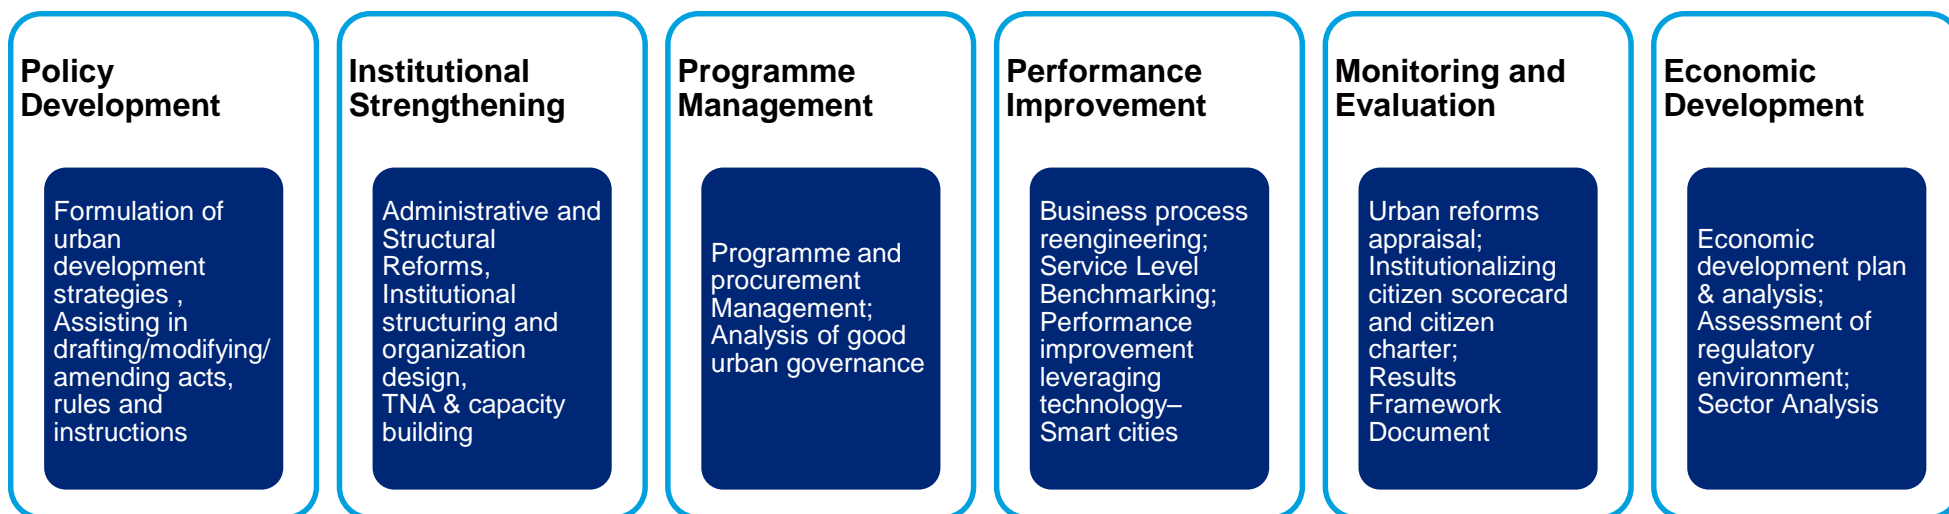 Policy
Development
Formulation of
urban
development
strategies ,
Assisting in
drafting/modifying/
amending acts,
rules and
instructions
Institutional
Strengthening
Administrative and
Structural
Reforms,
Institutional
structuring and
organization
design,
TNA & capacity
building
Programme
Management
Programme and
procurement
Management;
Analysis of good
urban governance
Performance
Improvement
Business process
reengineering;
Service Level
Benchmarking;
Performance
improvement
leveraging
technology–
Smart cities
Monitoring and
Evaluation
Urban reforms
appraisal;
Institutionalizing
citizen scorecard
and citizen
charter;
Results
Framework
Document
Economic
Development
Economic
development plan
& analysis;
Assessment of
regulatory
environment;
Sector Analysis